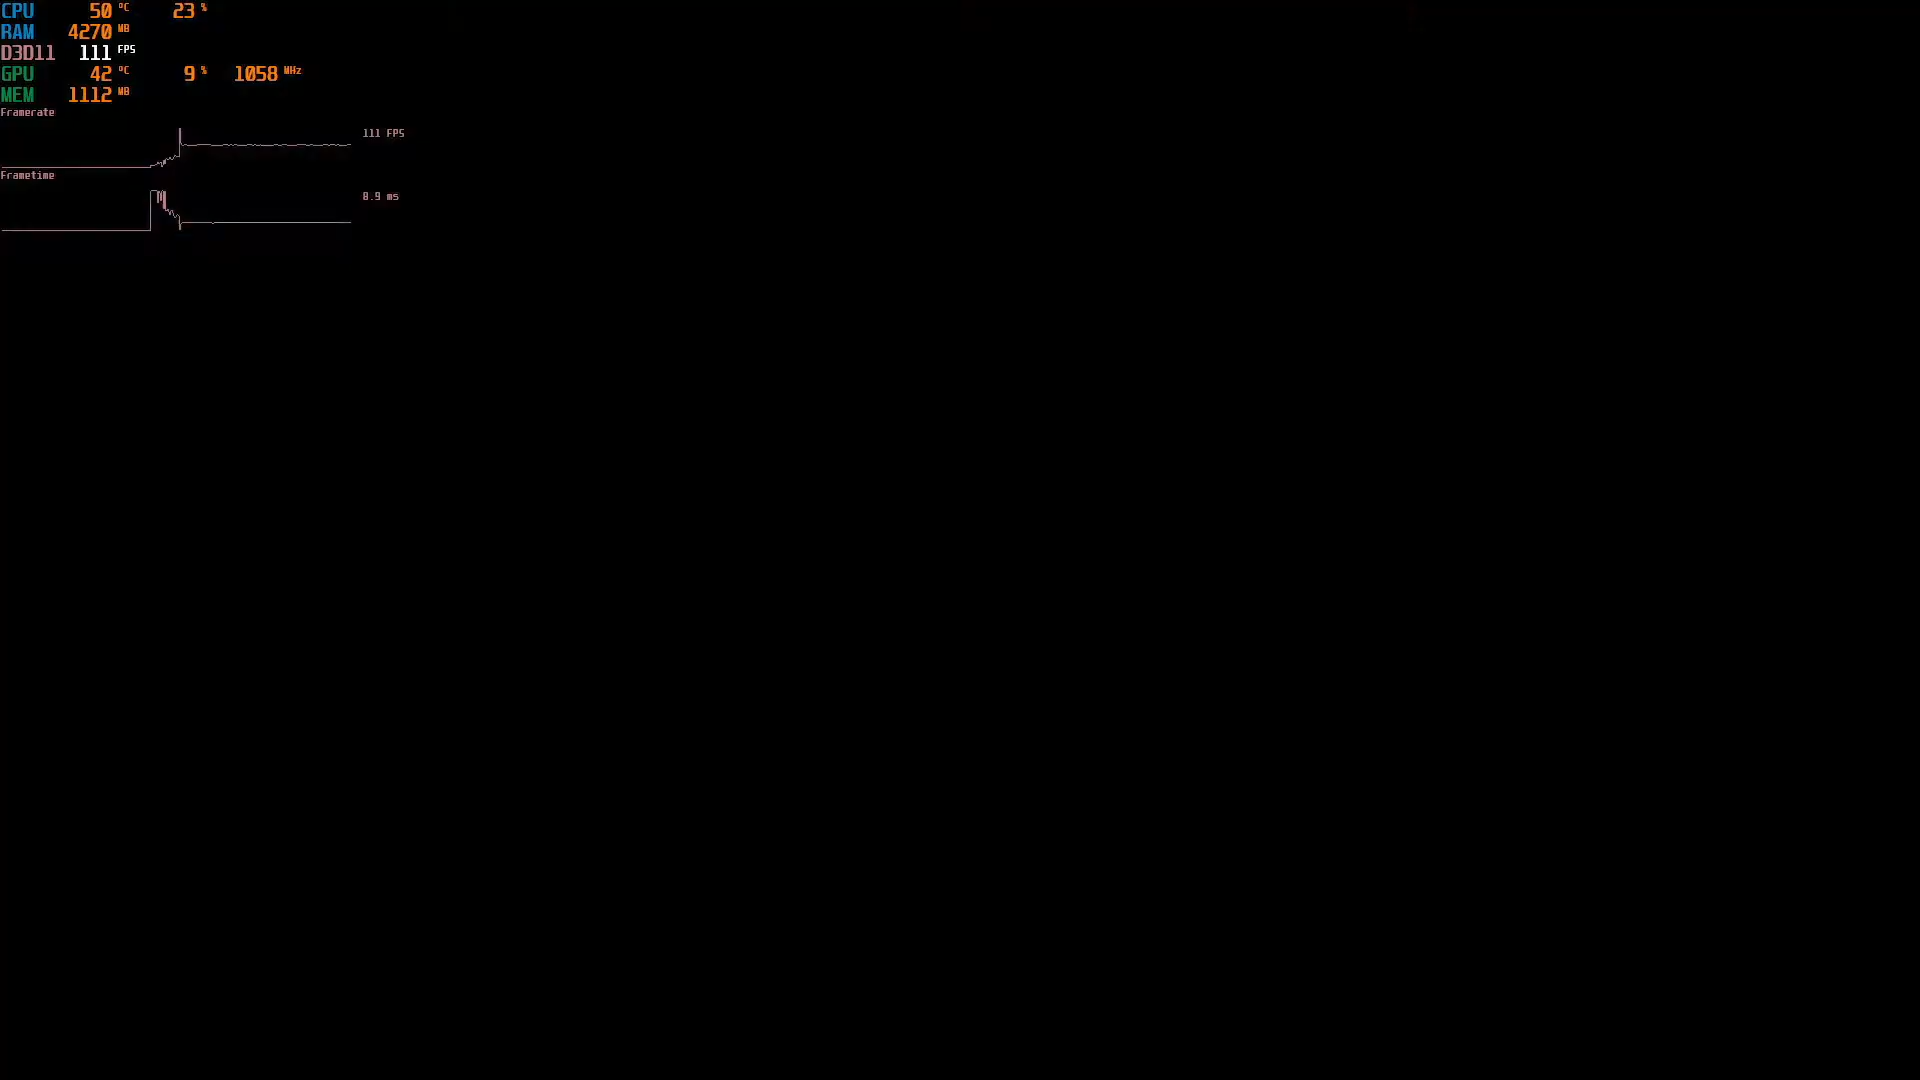 CPU 50 °C 23 %
RAM 4270 MB
D3D11 111 FPS
GPU 42 °C 9 % 1058 MHz
MEM 1112 MB
Framerate
111 FPS
Frametime
8.9 ms